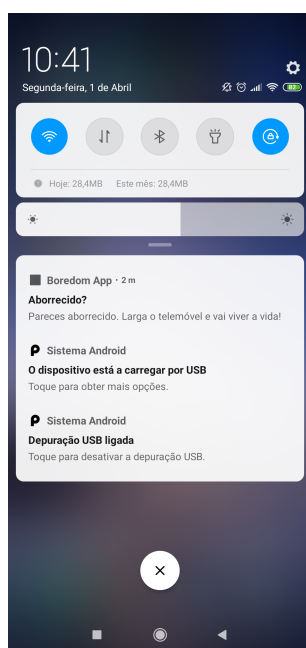 10:41
Segunda-feira, 1 de Abril
Hoje: 28,4MB Este mês: 28,4MB
Boredom App · 2 m
Aborrecido?
Pareces aborrecido. Larga o telemóvel e vai viver a vida!
Sistema Android
O dispositivo está a carregar por USB
Toque para obter mais opções.
Sistema Android
Depuração USB ligada
Toque para desativar a depuração USB.